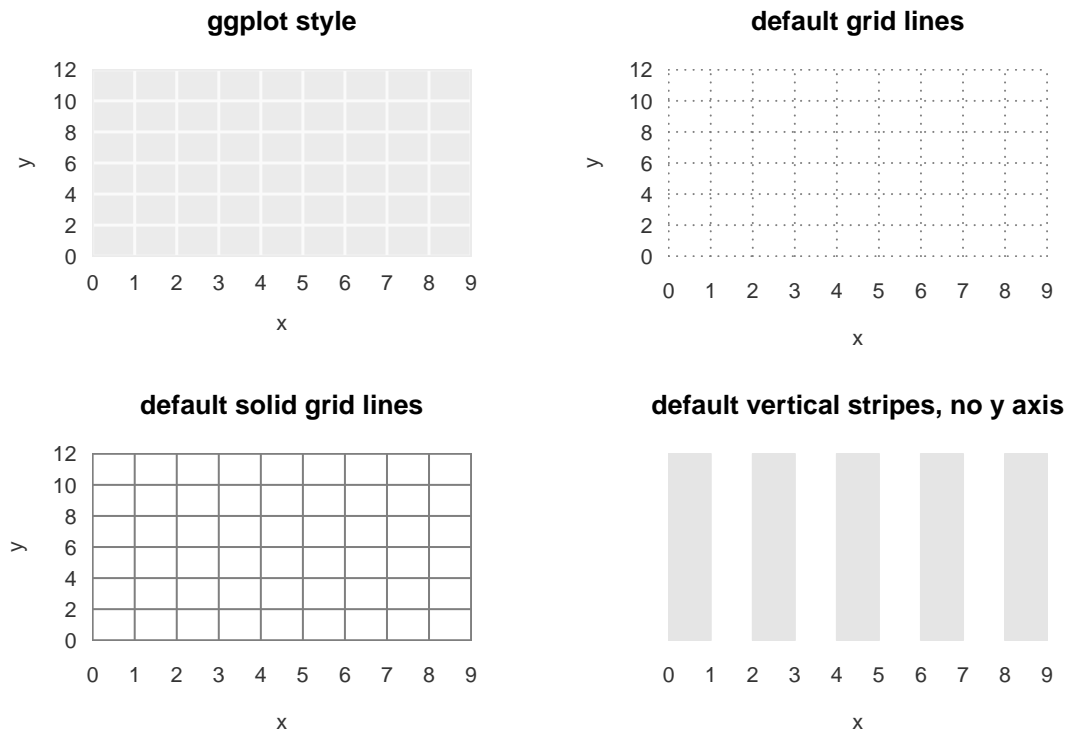 ggplot style
12
10
8
6
4
2
0
y
0 1 2 3 4 5 6 7 8 9
x
default grid lines
12
10
8
6
4
2
0
y
0 1 2 3 4 5 6 7 8 9
x
default solid grid lines
12
10
8
6
4
2
0
y
0 1 2 3 4 5 6 7 8 9
x
default vertical stripes, no y axis
0 1 2 3 4 5 6 7 8 9
x